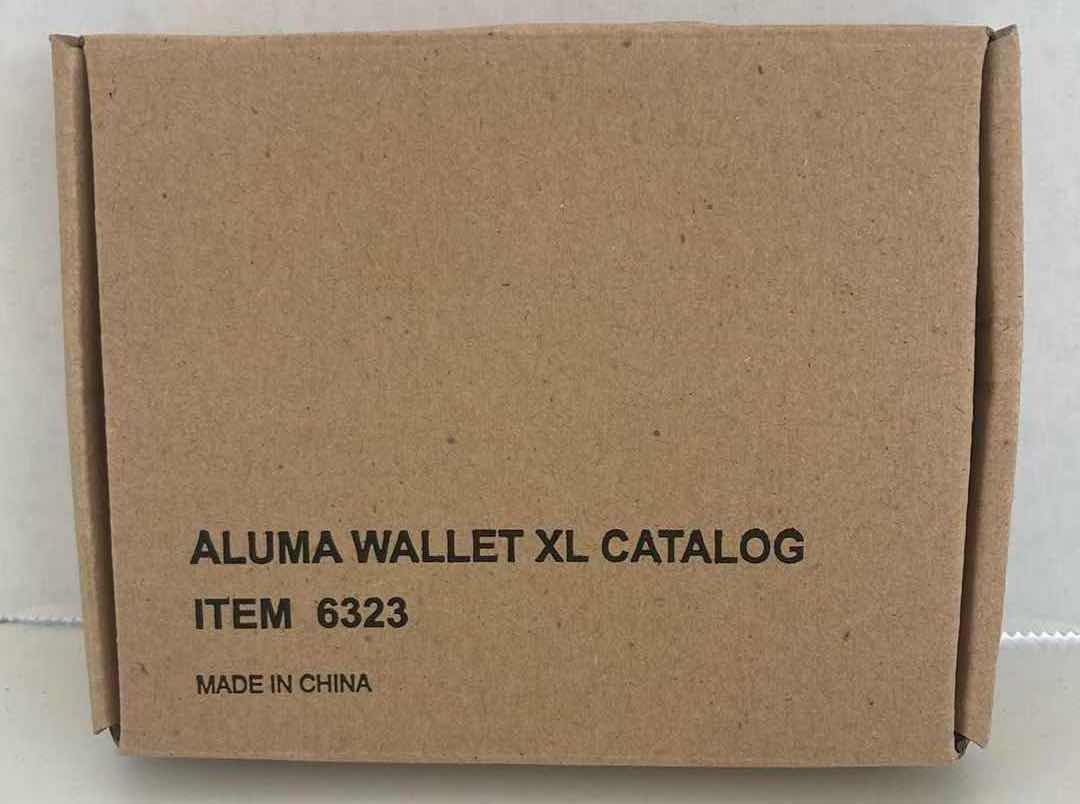 ALUMA WALLET XL CATALOG
ITEM 6323
MADE IN CHINA